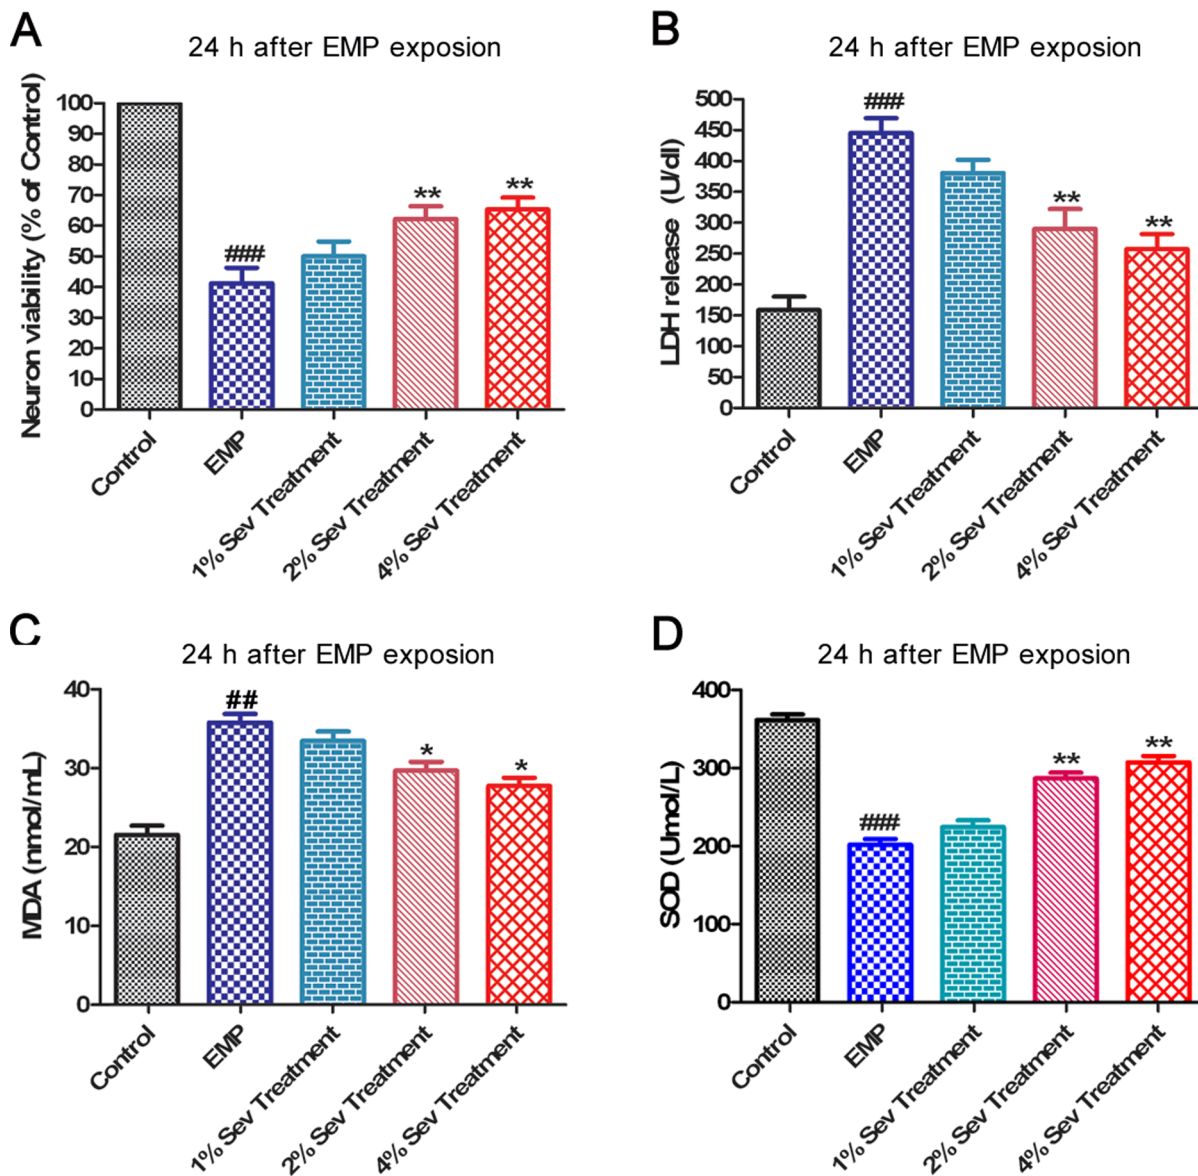 A
24 h after EMP exposion
Neuron viability (% of Control)
100
90
80
70
60
50
40
30
20
10
0
###
**
**
Control
EMP
1% Sev Treatment
2% Sev Treatment
4% Sev Treatment
B
24 h after EMP exposion
LDH release (U/dl)
500
450
400
350
300
250
200
150
100
50
0
###
**
**
Control
EMP
1% Sev Treatment
2% Sev Treatment
4% Sev Treatment
C
24 h after EMP exposion
MDA (nmol/mL)
40
30
20
10
0
##
*
*
Control
EMP
1% Sev Treatment
2% Sev Treatment
4% Sev Treatment
D
24 h after EMP exposion
SOD (Umol/L)
400
300
200
100
0
###
**
**
Control
EMP
1% Sev Treatment
2% Sev Treatment
4% Sev Treatment